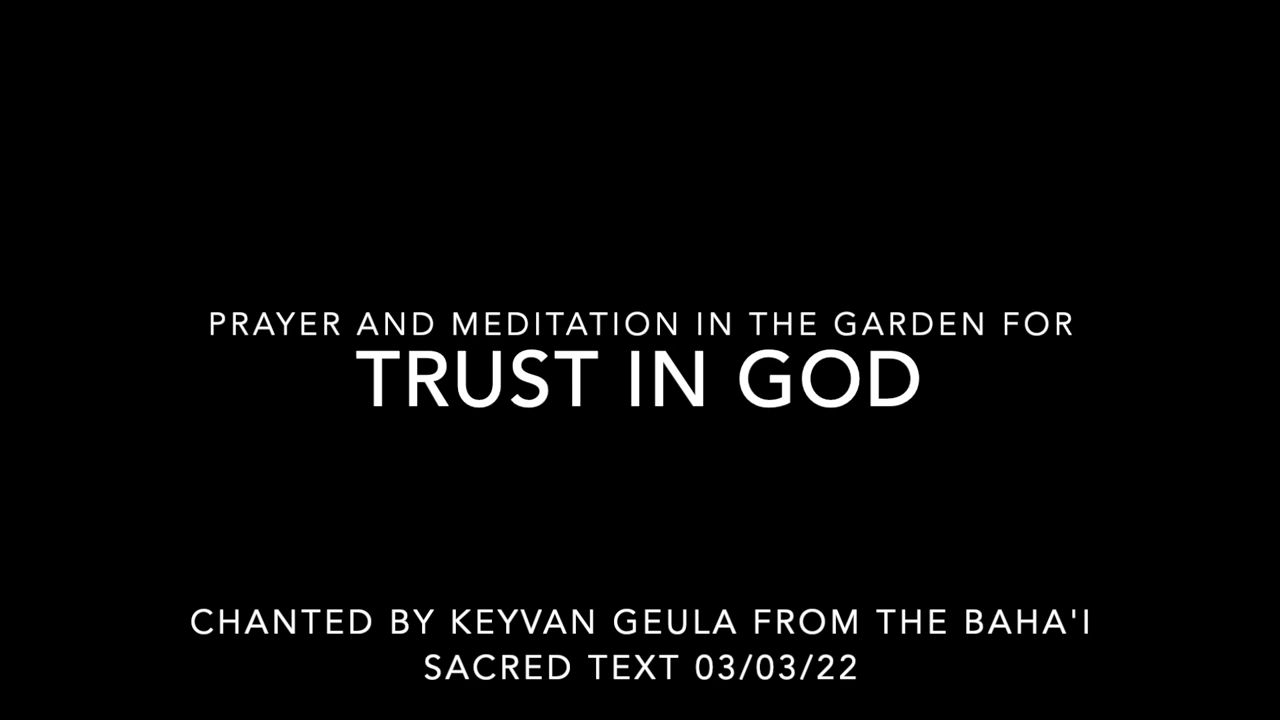 PRAYER AND MEDITATION IN THE GARDEN FOR
TRUST IN GOD
CHANTED BY KEYVAN GEULA FROM THE BAHA'I
SACRED TEXT 03/03/22